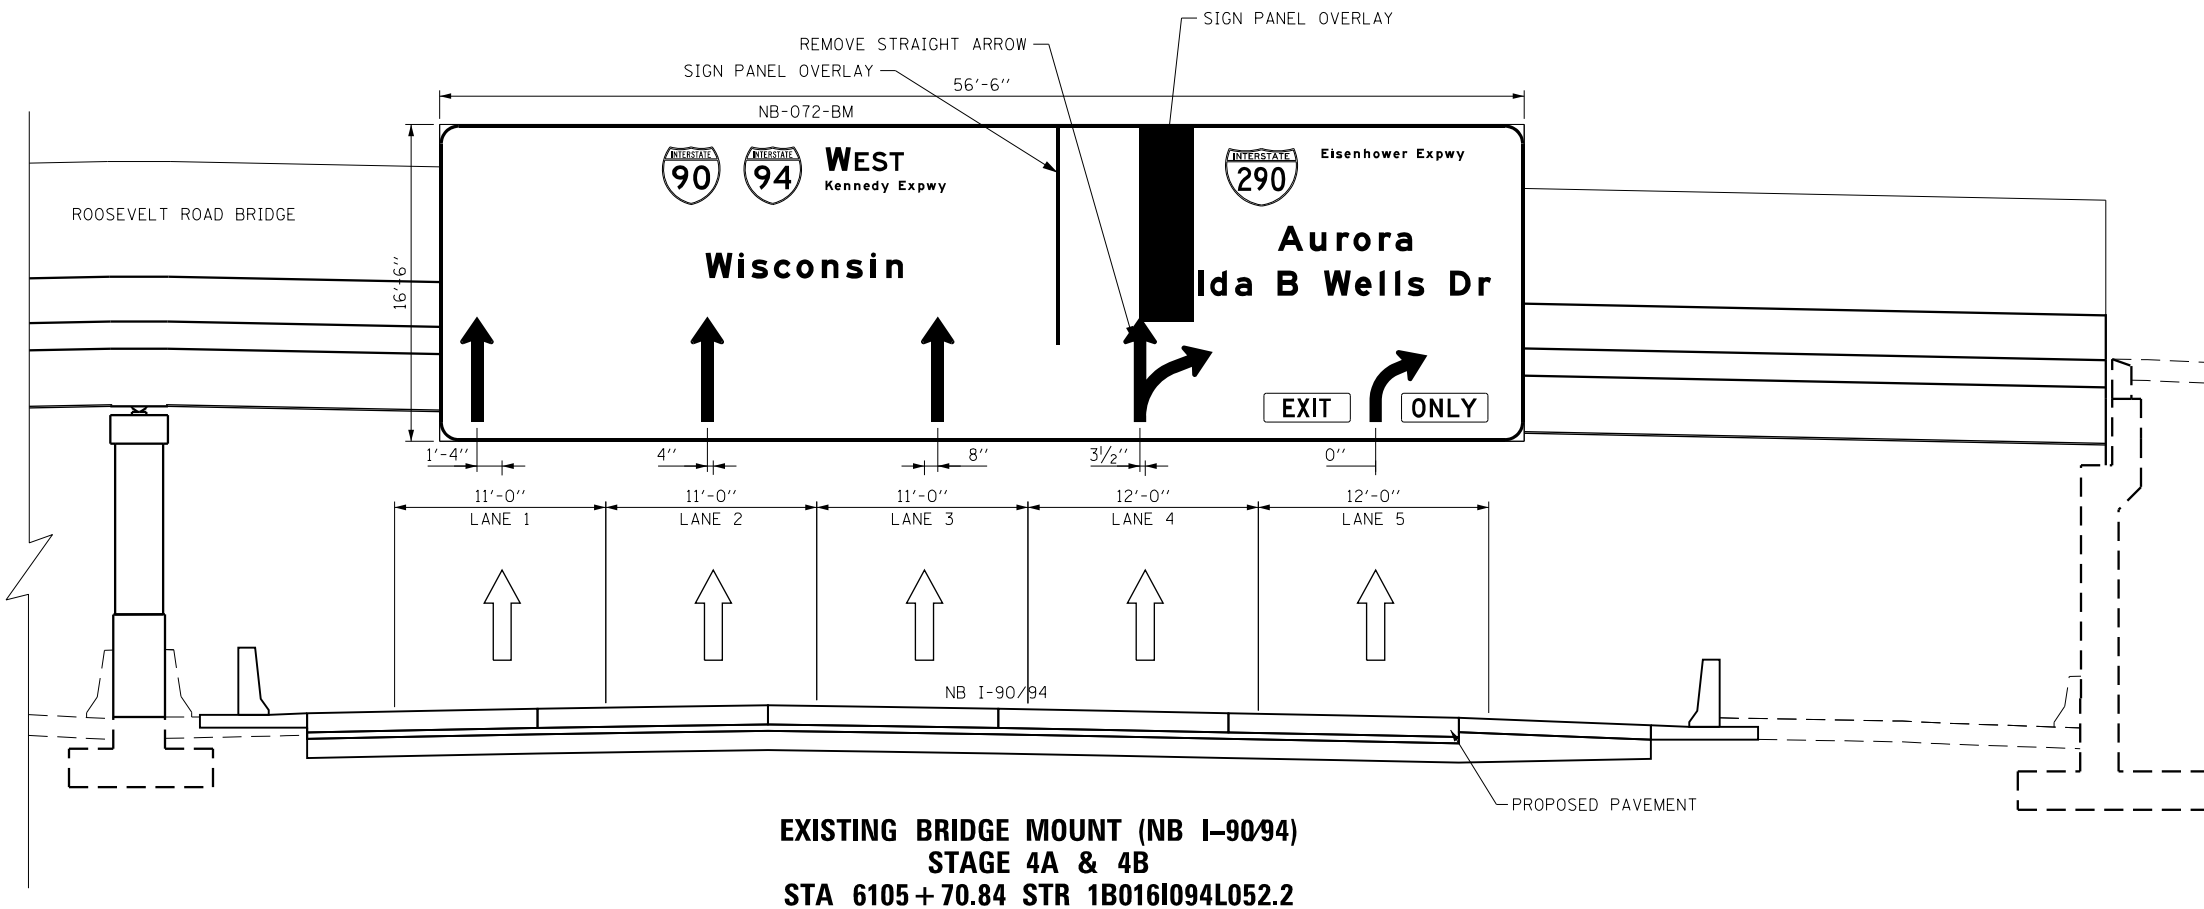 SIGN PANEL OVERLAY
REMOVE STRAIGHT ARROW
SIGN PANEL OVERLAY
56'-6''
NB-072-BM
16'-6''
ROOSEVELT ROAD BRIDGE
INTERSTATE
90
INTERSTATE
94
WEST
Kennedy Expwy
Wisconsin
INTERSTATE
290
Eisenhower Expwy
Aurora
Ida B Wells Dr
EXIT
ONLY
1'-4'' 4'' 8'' 3½'' 0''
11'-0'' 11'-0'' 11'-0'' 12'-0'' 12'-0''
LANE 1 LANE 2 LANE 3 LANE 4 LANE 5
NB I-90/94
PROPOSED PAVEMENT
EXISTING BRIDGE MOUNT (NB I-90/94)
STAGE 4A & 4B
STA 6105+70.84 STR 1B016I094L052.2